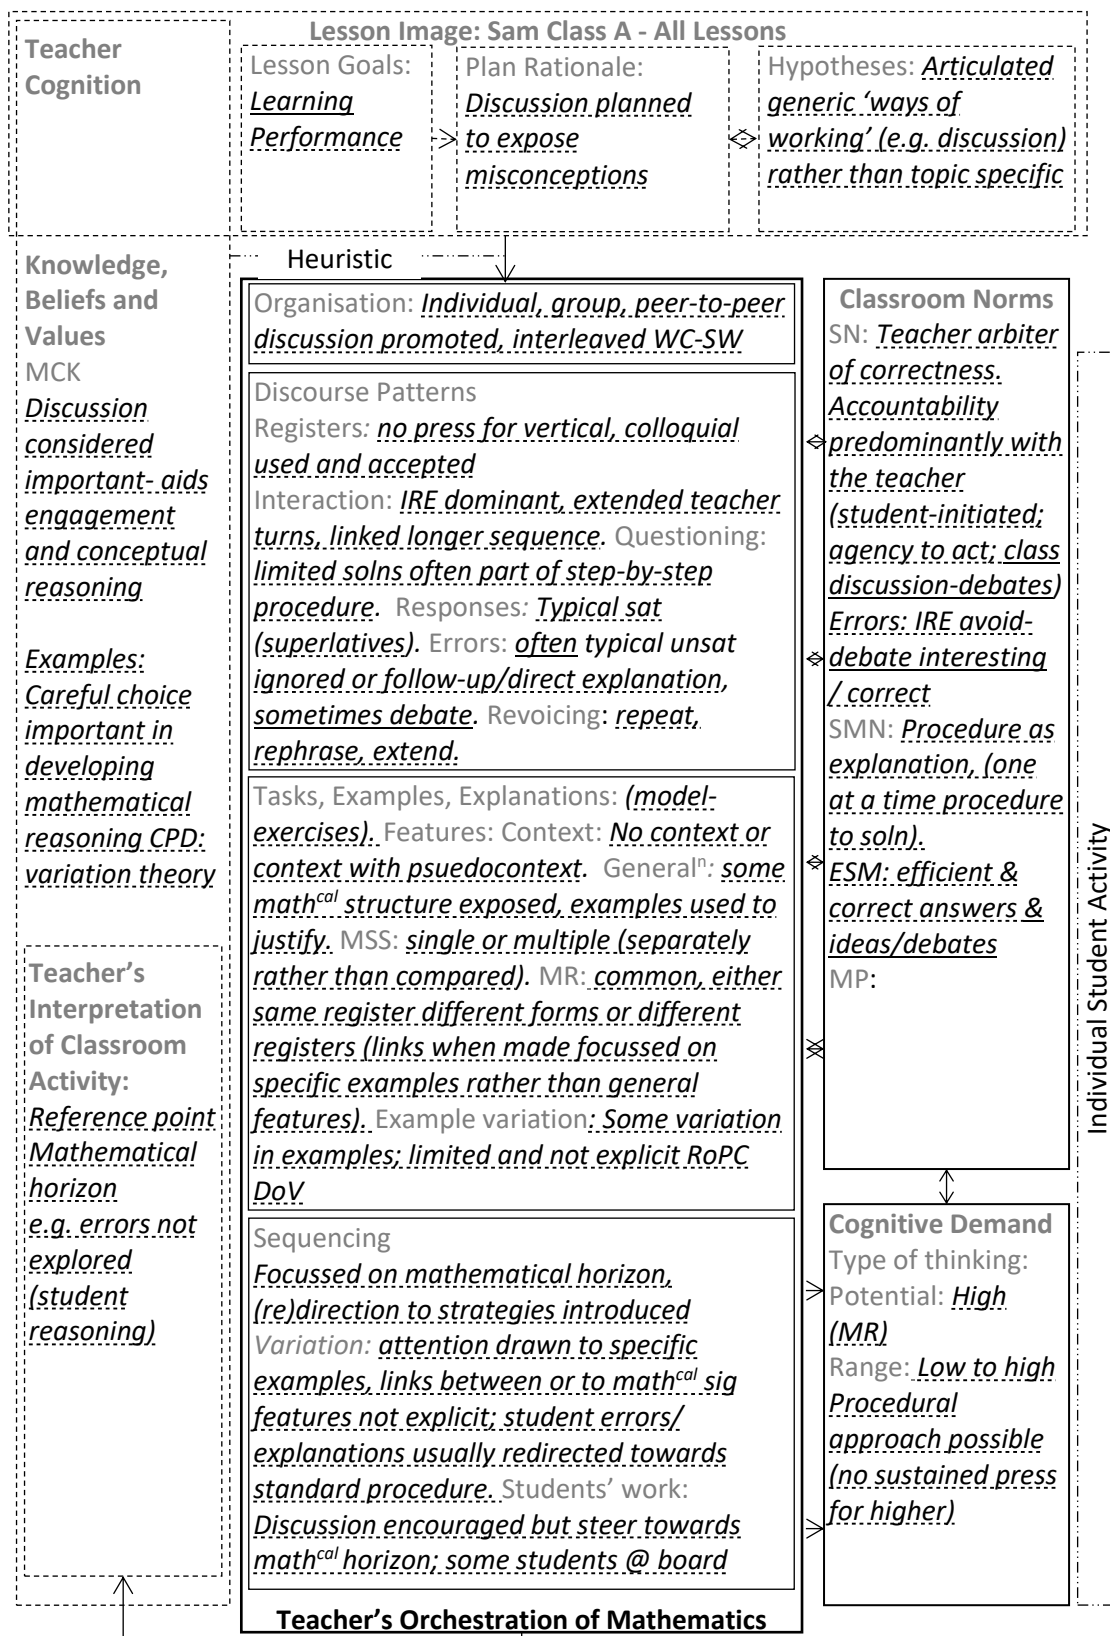 Lesson Image: Sam Class A - All Lessons
Teacher
Cognition
Lesson Goals:
Learning
Performance
Plan Rationale:
Discussion planned
to expose
misconceptions
Hypotheses: Articulated
generic ‘ways of
working’ (e.g. discussion)
rather than topic specific
Knowledge,
Beliefs and
Values
MCK
Discussion
considered
important- aids
engagement
and conceptual
reasoning
Examples:
Careful choice
important in
developing
mathematical
reasoning CPD:
variation theory
Teacher’s
Interpretation
of Classroom
Activity:
Reference point
Mathematical
horizon
e.g. errors not
explored
(student
reasoning)
Heuristic
Organisation: Individual, group, peer-to-peer
discussion promoted, interleaved WC-SW
Discourse Patterns
Registers: no press for vertical, colloquial
used and accepted
Interaction: IRE dominant, extended teacher
turns, linked longer sequence. Questioning:
limited solns often part of step-by-step
procedure. Responses: Typical sat
(superlatives). Errors: often typical unsat
ignored or follow-up/direct explanation,
sometimes debate. Revoicing: repeat,
rephrase, extend.
Tasks, Examples, Explanations: (model-
exercises). Features: Context: No context or
context with psuedocontext. Generalⁿ: some
math^cal structure exposed, examples used to
justify. MSS: single or multiple (separately
rather than compared). MR: common, either
same register different forms or different
registers (links when made focussed on
specific examples rather than general
features). Example variation: Some variation
in examples; limited and not explicit RoPC
DoV
Sequencing
Focussed on mathematical horizon,
(re)direction to strategies introduced
Variation: attention drawn to specific
examples, links between or to math^cal sig
features not explicit; student errors/
explanations usually redirected towards
standard procedure. Students’ work:
Discussion encouraged but steer towards
math^cal horizon; some students @ board
Teacher’s Orchestration of Mathematics
Classroom Norms
SN: Teacher arbiter
of correctness.
Accountability
predominantly with
the teacher
(student-initiated;
agency to act; class
discussion-debates)
Errors: IRE avoid-
debate interesting
/ correct
SMN: Procedure as
explanation, (one
at a time procedure
to soln).
ESM: efficient &
correct answers &
ideas/debates
MP:
Cognitive Demand
Type of thinking:
Potential: High
(MR)
Range: Low to high
Procedural
approach possible
(no sustained press
for higher)
Individual Student Activity